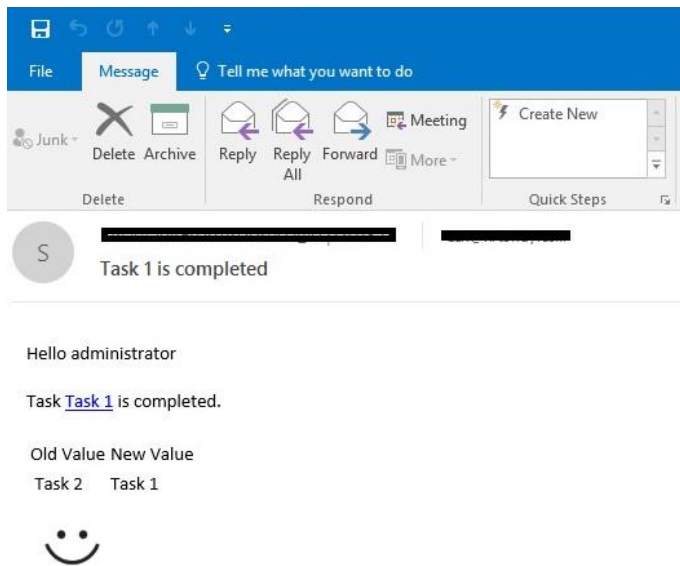 File Message Tell me what you want to do
Junk
Delete Archive
Reply Reply All Forward
Meeting
More
Create New
Delete Respond Quick Steps
S
Task 1 is completed
Hello administrator
Task Task 1 is completed.
Old Value New Value
Task 2 Task 1